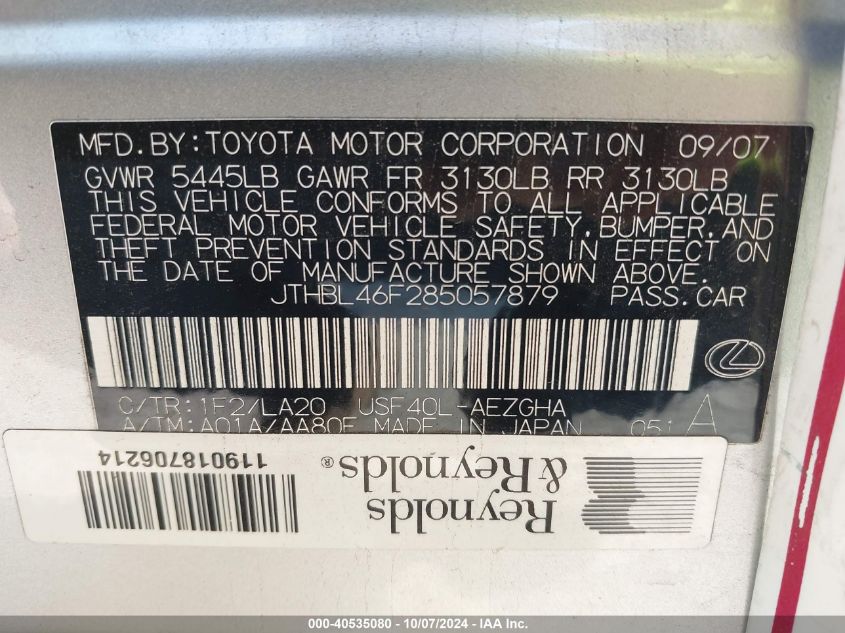 MFD.BY:TOYOTA MOTOR CORPORATION 09/07
GVWR 5445LB GAWR FR 3130LB RR 3130LB
THIS VEHICLE CONFORMS TO ALL APPLICABLE
FEDERAL MOTOR VEHICLE SAFETY,BUMPER,AND
THEFT PREVENTION STANDARDS IN EFFECT ON
THE DATE OF MANUFACTURE SHOWN ABOVE.
JTHBL46F285057879 PASS.CAR
C/TR:1F2/LA20 USF40L-AEZGHA
A/TM:A01A/AA80F MADE IN JAPAN 051 A
Reynolds
& Reynolds®
119018706214
000-40535080 - 10/07/2024 - IAA Inc.